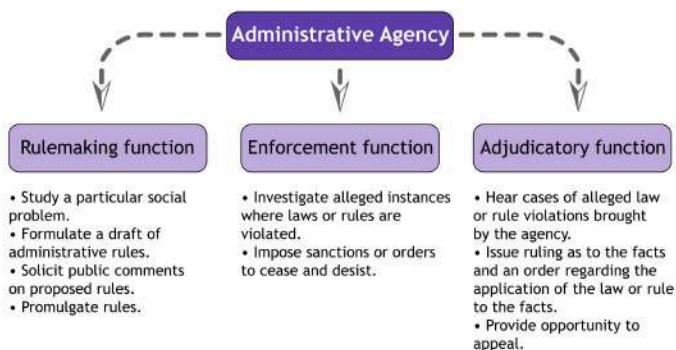 Administrative Agency
Rulemaking function
• Study a particular social
problem.
• Formulate a draft of
administrative rules.
• Solicit public comments
on proposed rules.
• Promulgate rules.
Enforcement function
• Investigate alleged instances
where laws or rules are
violated.
• Impose sanctions or orders
to cease and desist.
Adjudicatory function
• Hear cases of alleged law
or rule violations brought
by the agency.
• Issue ruling as to the facts
and an order regarding the
application of the law or rule
to the facts.
• Provide opportunity to
appeal.